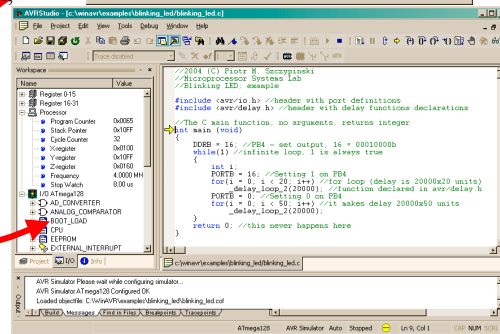 AVRStudio - [c:\winavr\examples\blinking_led/blinking_led.c]
File Project Edit View Tools Debug Window Help
Trace disabled
Workspace
Name Value
Register 0-15
Register 16-31
Processor
Program Counter 0x0065
Stack Pointer 0x10FF
Cycle Counter 32
X-register 0x0100
Y-register 0x10FF
Z-register 0x0160
Frequency 4.0000 MH
Stop Watch 8.00 us
I/O ATmega128
AD_CONVERTER
ANALOG_COMPARATOR
BOOT_LOAD
CPU
EEPROM
EXTERNAL_INTERRUPT
Project I/O Info
//2004 (C) Piotr M. Szczypinski
//Microprocessor Systems Lab
//Blinking LED; example
#include <avr/io.h> //header with port definitions
#include <avr/delay.h> //header with delay functions declarations
//The C main function, no arguments, returns integer
int main (void)
{
DDRB = 16; //PB4 - set output, 16 = 00010000b
while(1) //infinite loop, 1 is always true
{
int i;
PORTB = 16; //Setting 1 on PB4
for(i = 0; i < 20; i++) //for loop (delay is 20000x20 units)
_delay_loop_2(20000); //function declared in avr/delay.h
PORTB = 0; //Setting 0 on PB4
for(i = 0; i < 50; i++) //it makes delay 20000x50 units
_delay_loop_2(20000);
}
return 0; //this never happens here
}
c:\winavr\examples\blinking_led/blinking_led.c
AVR Simulator Please wait while configuring simulator...
AVR Simulator ATmega128 Configured OK
Loaded objectfile: C:\WinAVR\examples\blinking_led\blinking_led.cof
Output
Build Messages Find in Files Breakpoints Tracepoints
ATmega128 AVR Simulator Auto Stopped Ln 9, Col 1 CAP NUM SCRL